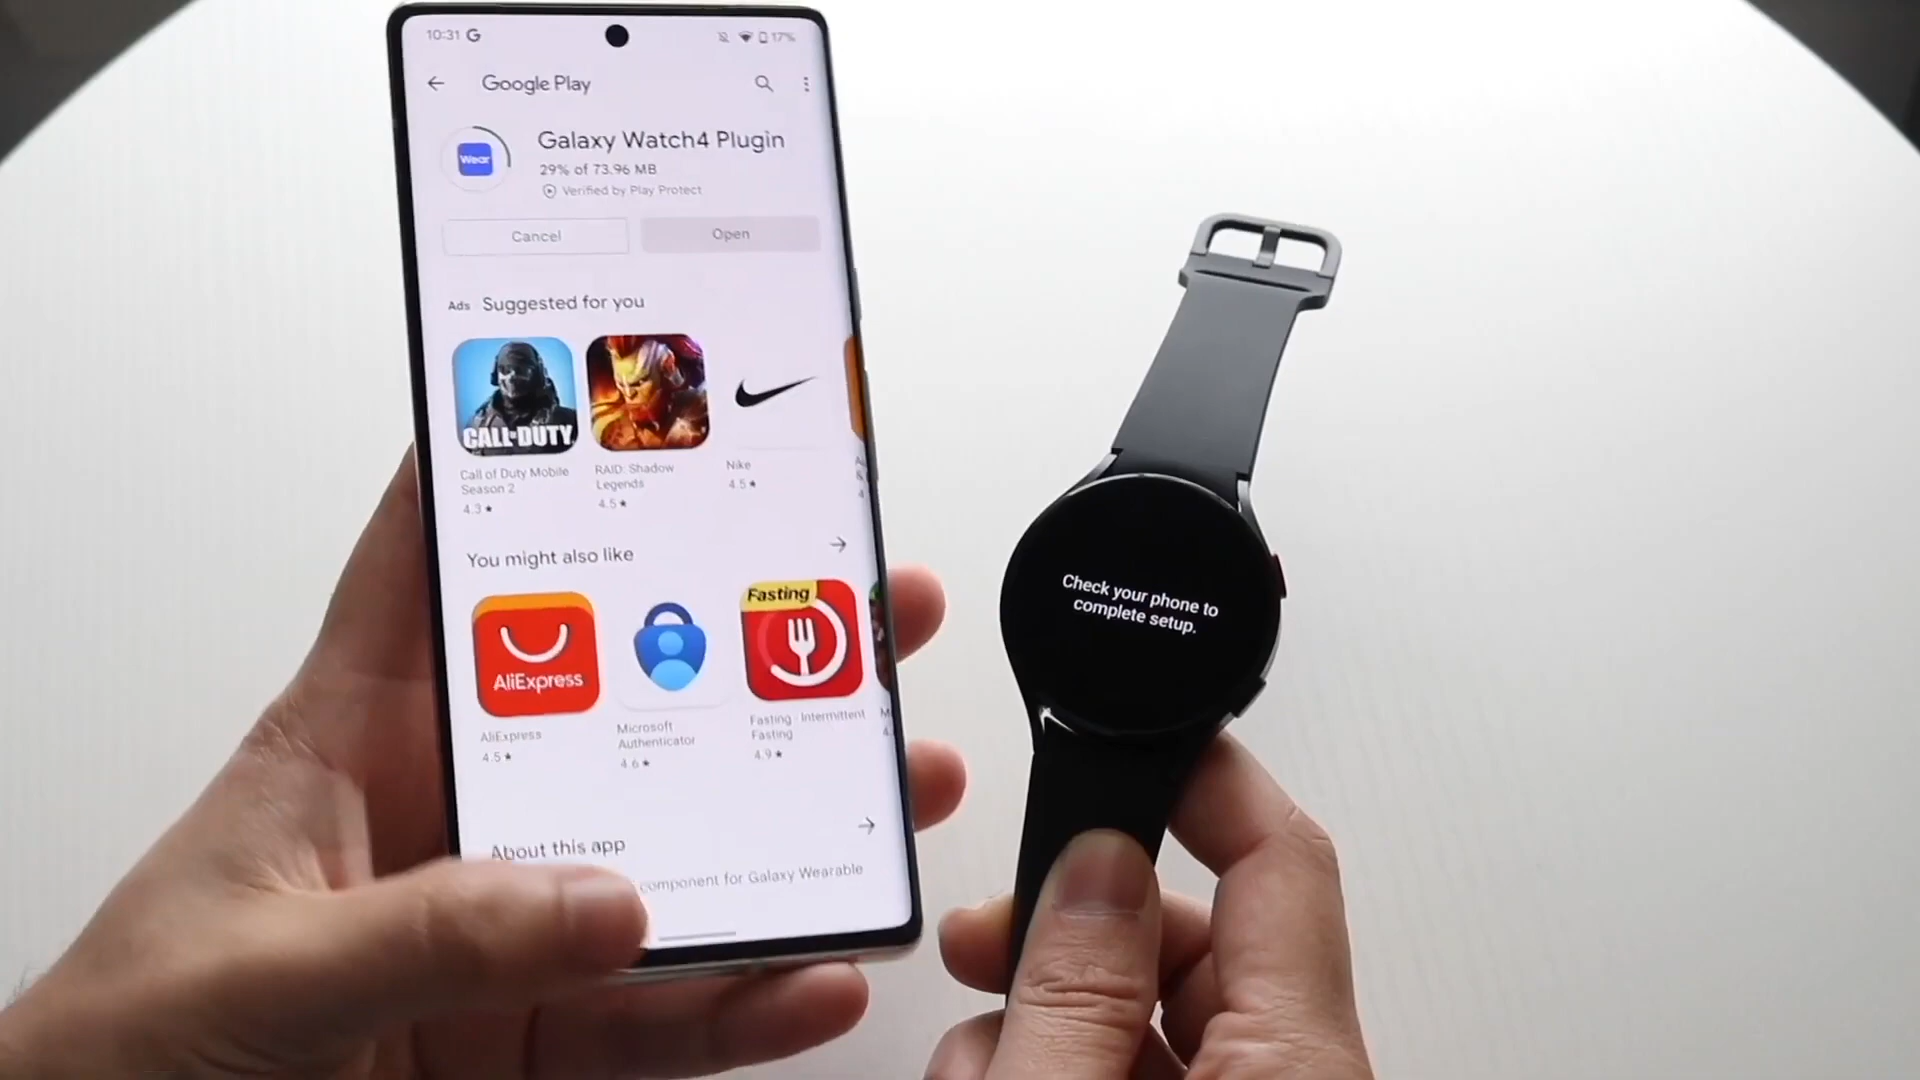 10:31 G
17%
Google Play
Wear
Galaxy Watch4 Plugin
29% of 73.96 MB
Verified by Play Protect
Cancel
Open
Ads Suggested for you
CALL OF DUTY
Call of Duty Mobile
Season 2
4.3 ★
RAID: Shadow
Legends
4.5 ★
Nike
4.5 ★
You might also like
AliExpress
AliExpress
4.5 ★
Microsoft
Authenticator
4.6 ★
Fasting
Fasting · Intermittent
Fasting
4.9 ★
About this app
component for Galaxy Wearable
Check your phone to
complete setup.